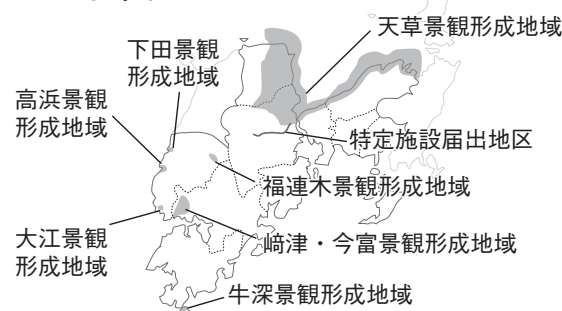 天草景観形成地域
下田景観
形成地域
高浜景観
形成地域
特定施設届出地区
福連木景観形成地域
大江景観
形成地域
﨑津・今富景観形成地域
牛深景観形成地域